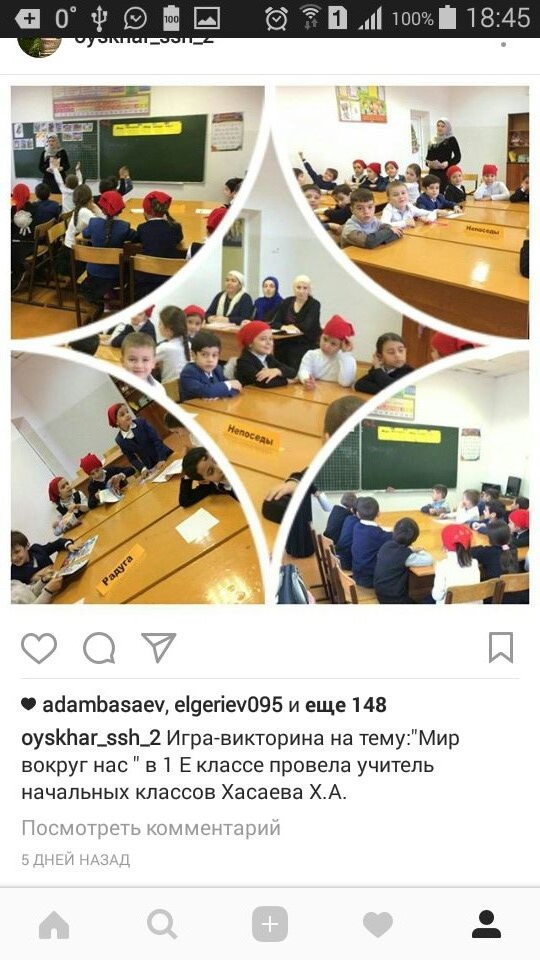 0°
100
1
100%
18:45
oyskhar_ssh_2
Непоседы
Непоседы
Радуга
adambasaev, elgeriev095 и еще 148
oyskhar_ssh_2 Игра-викторина на тему:"Мир
вокруг нас " в 1 Е классе провела учитель
начальных классов Хасаева Х.А.
Посмотреть комментарий
5 ДНЕЙ НАЗАД